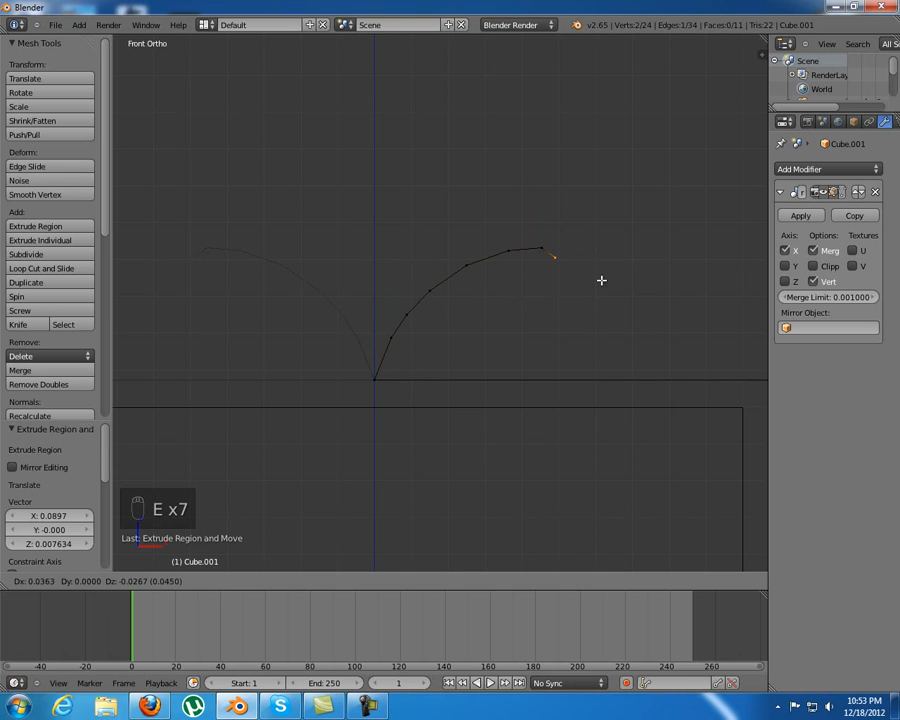 Blender
File Add Render Window Help
Default
Scene
Blender Render
v2.65 | Verts:2/24 | Edges:1/34 | Faces:0/11 | Tris:22 | Cube.001
Mesh Tools
Front Ortho
View Search All S
Transform:
Translate
Rotate
Scale
Shrink/Fatten
Push/Pull
Deform:
Edge Slide
Noise
Smooth Vertex
Add:
Extrude Region
Extrude Individual
Subdivide
Loop Cut and Slide
Duplicate
Spin
Screw
Knife Select
Remove:
Delete
Merge
Remove Doubles
Normals:
Recalculate
Extrude Region and
Extrude Region
Mirror Editing
Translate
Vector
X: 0.0897
Y: -0.000
Z: 0.007634
Constraint Axis
Scene
RenderLay
World
Cube.001
Add Modifier
Apply Copy
Axis: Options: Textures
X Merg U
Y Clipp V
Z Vert
Merge Limit: 0.001000
Mirror Object:
E x7
Last: Extrude Region and Move
(1) Cube.001
Dx: 0.0363 Dy: 0.0000 Dz: -0.0267 (0.0450)
-40 -20 0 20 40 60 80 100 120 140 160 180 200 220 240 260
View Marker Frame Playback
Start: 1 End: 250 1 No Sync
10:53 PM
12/18/2012